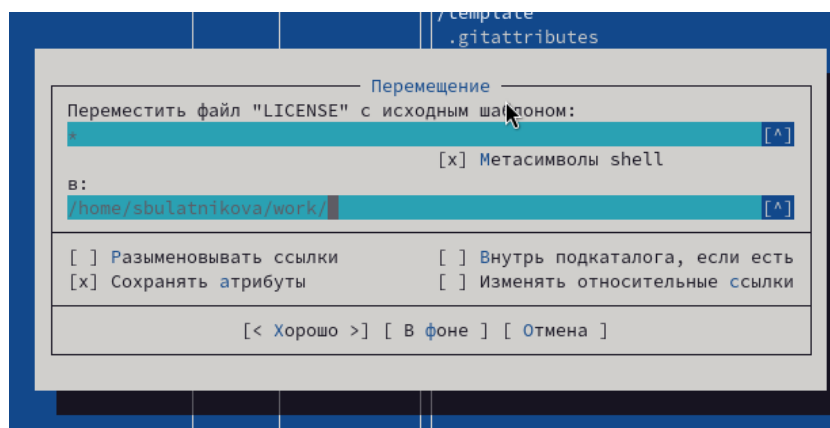 /template
.gitattributes
Перемещение
Переместить файл "LICENSE" с исходным шаблоном:
* [^]
[x] Метасимволы shell
в:
/home/sbulatnikova/work/ [^]
[ ] Разыменовывать ссылки [ ] Внутрь подкаталога, если есть
[x] Сохранять атрибуты [ ] Изменять относительные ссылки
[< Хорошо >] [ В фоне ] [ Отмена ]